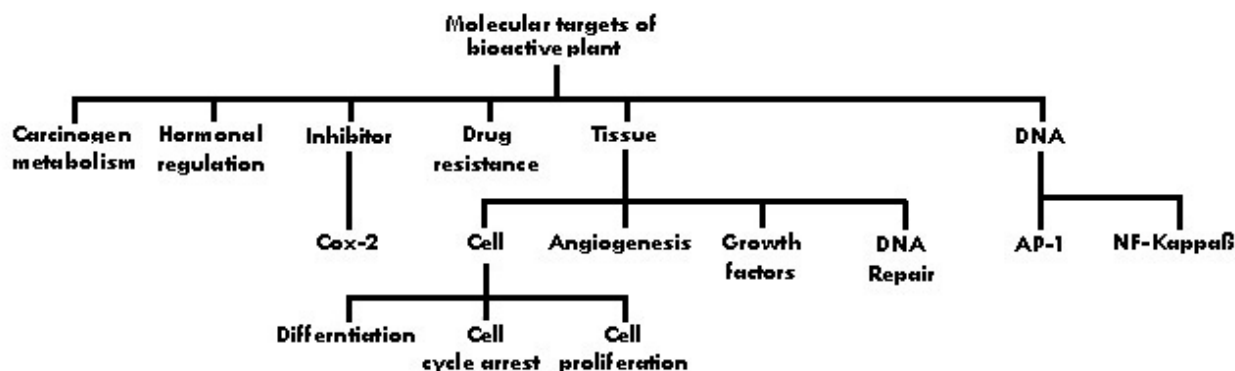 Molecular targets of
bioactive plant
Carcinogen
metabolism
Hormonal
regulation
Inhibitor
Drug
resistance
Tissue
DNA
Cox-2
Cell
Angiogenesis
Growth
factors
DNA
Repair
AP-1
NF-Kappaß
Differntiation
Cell
cycle arrest
Cell
proliferation